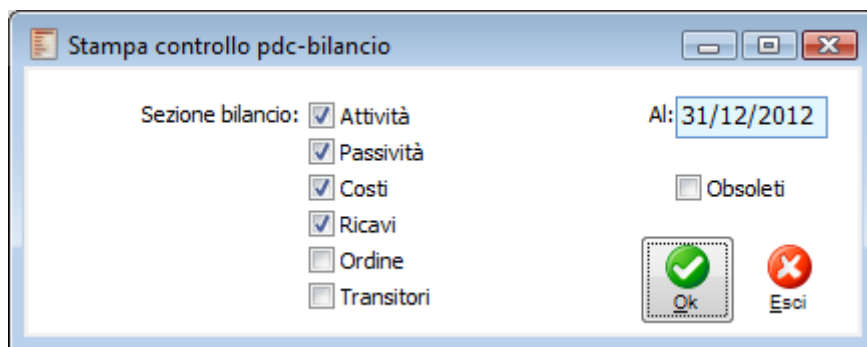 Stampa controllo pdc-bilancio
Sezione bilancio: Attività Al: 31/12/2012
Passività
Costi Obsoleti
Ricavi
Ordine
Transitori
Ok Esci